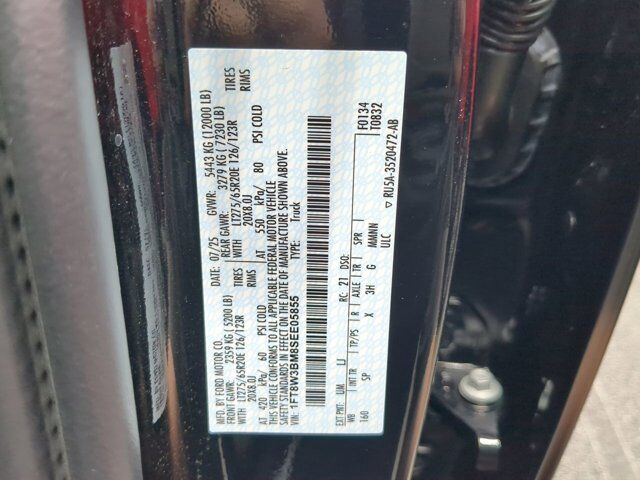 MFD. BY FORD MOTOR CO.
DATE: 07/25 GVWR: 5443 KG (12000 LB)
FRONT GAWR: 2359 KG (5200 LB) REAR GAWR: 3279 KG (7230 LB)
LT275/65R20E 126/123R TIRES WITH LT275/65R20E 126/123R TIRES
20X8.0J RIMS 20X8.0J RIMS
AT 420 kPa/ 60 PSI COLD AT 550 kPa/ 80 PSI COLD
THIS VEHICLE CONFORMS TO ALL APPLICABLE FEDERAL MOTOR VEHICLE
SAFETY STANDARDS IN EFFECT ON THE DATE OF MANUFACTURE SHOWN ABOVE.
VIN: 1FT8W3BM8SEE05855 TYPE: Truck
F0134
T0832
EXT PNT: UM UJ RC: 21 DSO:
WB INT TR TP/PS R AXLE TR SPR
160 SP X 3H G MMMNN
ULC
RU5A-3520472-AB